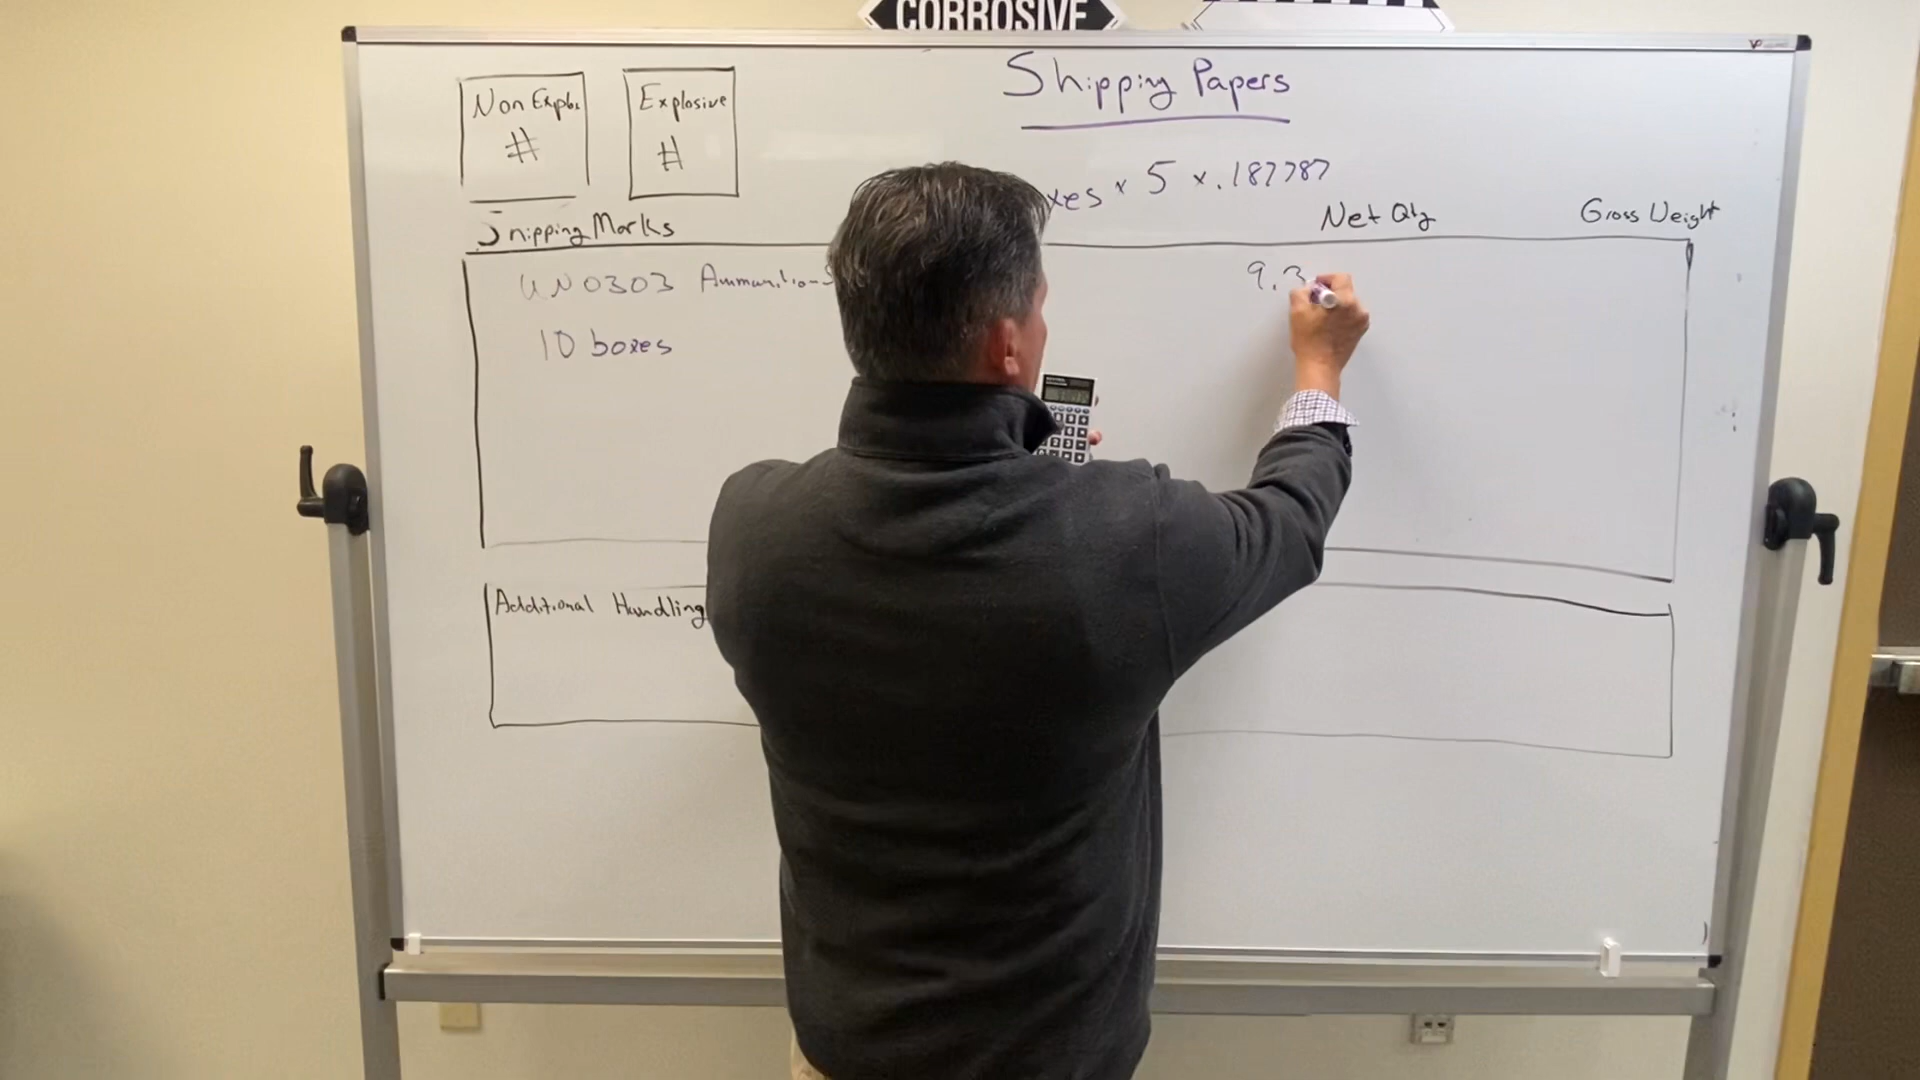 CORROSIVE
Shipping Papers
Non Explo.
#
Explosive
#
xes x 5 x .187787
Shipping Marks
Net Qty
Gross Weight
UN0303 Ammunition S
9.3
10 boxes
Additional Handling